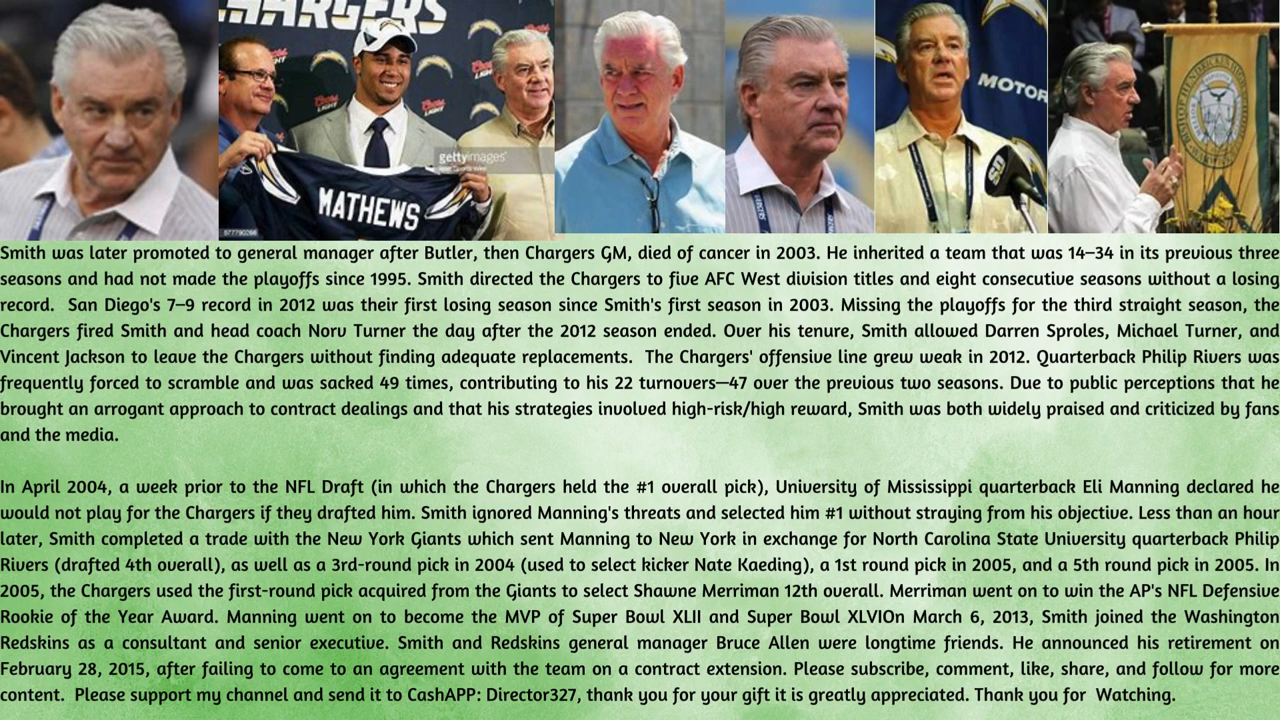 CHARGERS
COORS LIGHT
gettyimages
MATHEWS
577790266
MOTOR
SD
Smith was later promoted to general manager after Butler, then Chargers GM, died of cancer in 2003. He inherited a team that was 14–34 in its previous three
seasons and had not made the playoffs since 1995. Smith directed the Chargers to five AFC West division titles and eight consecutive seasons without a losing
record.  San Diego's 7–9 record in 2012 was their first losing season since Smith's first season in 2003. Missing the playoffs for the third straight season, the
Chargers fired Smith and head coach Norv Turner the day after the 2012 season ended. Over his tenure, Smith allowed Darren Sproles, Michael Turner, and
Vincent Jackson to leave the Chargers without finding adequate replacements.  The Chargers' offensive line grew weak in 2012. Quarterback Philip Rivers was
frequently forced to scramble and was sacked 49 times, contributing to his 22 turnovers—47 over the previous two seasons. Due to public perceptions that he
brought an arrogant approach to contract dealings and that his strategies involved high-risk/high reward, Smith was both widely praised and criticized by fans
and the media.
In April 2004, a week prior to the NFL Draft (in which the Chargers held the #1 overall pick), University of Mississippi quarterback Eli Manning declared he
would not play for the Chargers if they drafted him. Smith ignored Manning's threats and selected him #1 without straying from his objective. Less than an hour
later, Smith completed a trade with the New York Giants which sent Manning to New York in exchange for North Carolina State University quarterback Philip
Rivers (drafted 4th overall), as well as a 3rd-round pick in 2004 (used to select kicker Nate Kaeding), a 1st round pick in 2005, and a 5th round pick in 2005. In
2005, the Chargers used the first-round pick acquired from the Giants to select Shawne Merriman 12th overall. Merriman went on to win the AP's NFL Defensive
Rookie of the Year Award. Manning went on to become the MVP of Super Bowl XLII and Super Bowl XLVIOn March 6, 2013, Smith joined the Washington
Redskins as a consultant and senior executive. Smith and Redskins general manager Bruce Allen were longtime friends. He announced his retirement on
February 28, 2015, after failing to come to an agreement with the team on a contract extension. Please subscribe, comment, like, share, and follow for more
content.  Please support my channel and send it to CashAPP: Director327, thank you for your gift it is greatly appreciated. Thank you for  Watching.